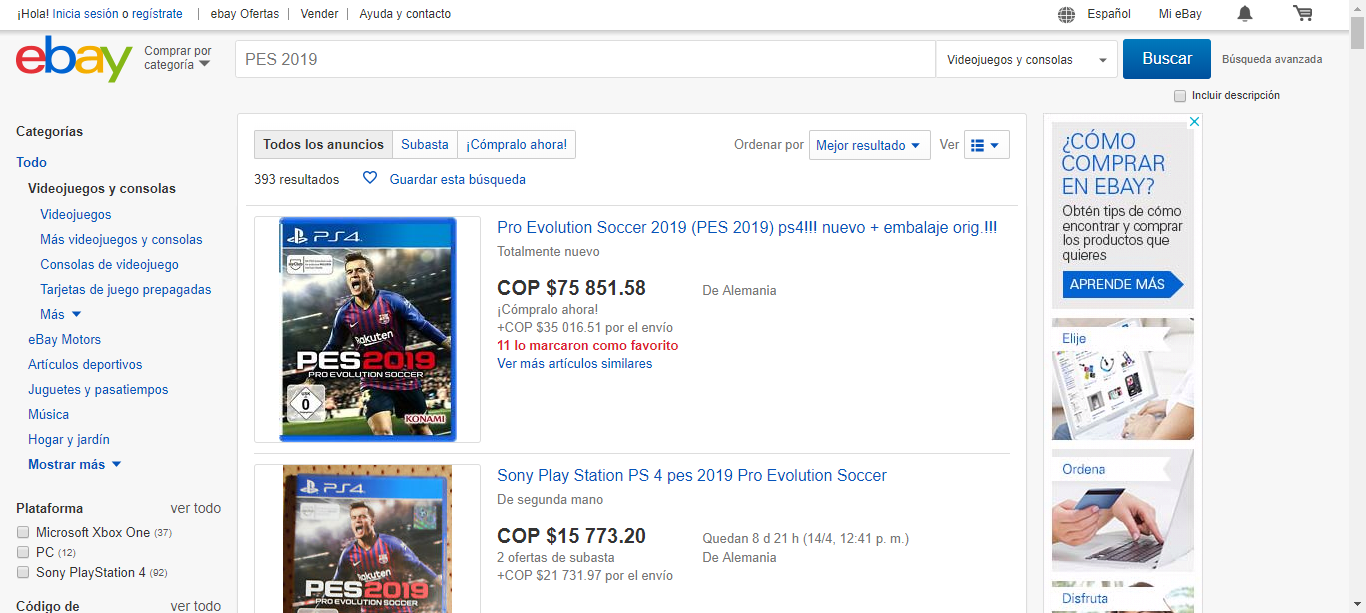 ¡Hola! Inicia sesión o regístrate | ebay Ofertas | Vender | Ayuda y contacto Español Mi eBay
ebay Comprar por categoría PES 2019 Videojuegos y consolas Buscar Búsqueda avanzada
Incluir descripción
Categorías
Todo
Videojuegos y consolas
Videojuegos
Más videojuegos y consolas
Consolas de videojuego
Tarjetas de juego prepagadas
Más
eBay Motors
Artículos deportivos
Juguetes y pasatiempos
Música
Hogar y jardín
Mostrar más
Plataforma ver todo
Microsoft Xbox One (37)
PC (12)
Sony PlayStation 4 (92)
Código de ver todo
Todos los anuncios Subasta ¡Cómpralo ahora! Ordenar por Mejor resultado Ver
393 resultados Guardar esta búsqueda
PS4
Rakuten
PES2019
PRO EVOLUTION SOCCER
USK
0
KONAMI
Pro Evolution Soccer 2019 (PES 2019) ps4!!! nuevo + embalaje orig.!!!
Totalmente nuevo
COP $75 851.58 De Alemania
¡Cómpralo ahora!
+COP $35 016.51 por el envío
11 lo marcaron como favorito
Ver más artículos similares
PS4
Rakuten
PES2019
PRO EVOLUTION SOCCER
Sony Play Station PS 4 pes 2019 Pro Evolution Soccer
De segunda mano
COP $15 773.20 Quedan 8 d 21 h (14/4, 12:41 p. m.)
2 ofertas de subasta De Alemania
+COP $21 731.97 por el envío
¿CÓMO
COMPRAR
EN EBAY?
Obtén tips de cómo
encontrar y comprar
los productos que
quieres
APRENDE MÁS
Elije
Ordena
Disfruta